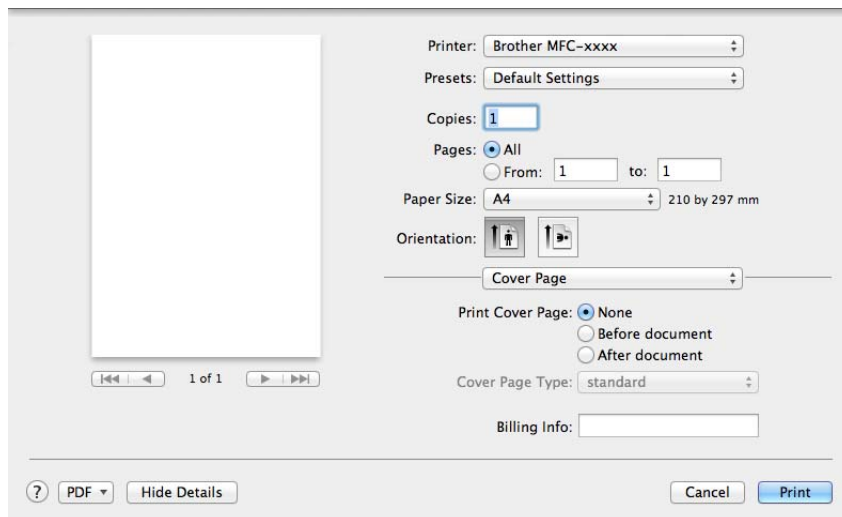 Printer: Brother MFC-xxxx
Presets: Default Settings
Copies: 1
Pages: All
From: 1 to: 1
Paper Size: A4 210 by 297 mm
Orientation:
Cover Page
Print Cover Page: None
Before document
After document
1 of 1
Cover Page Type: standard
Billing Info:
? PDF Hide Details Cancel Print